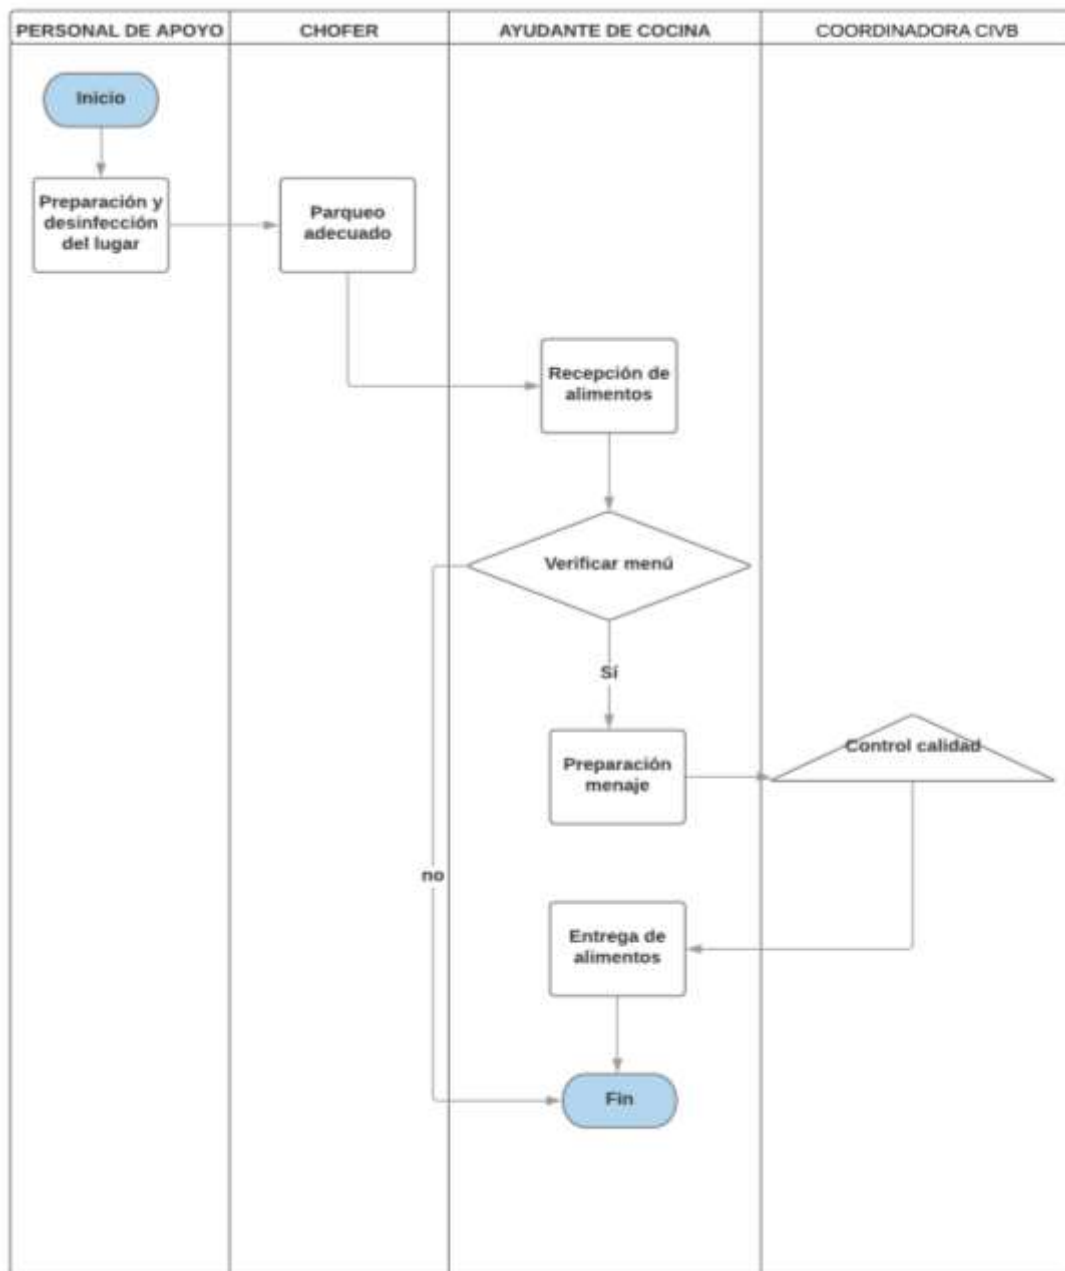 PERSONAL DE APOYO
CHOFER
AYUDANTE DE COCINA
COORDINADORA CIVB
Inicio
Preparación y
desinfección
del lugar
Parqueo
adecuado
Recepción de
alimentos
Verificar menú
Sí
Preparación
menaje
Control calidad
no
Entrega de
alimentos
Fin